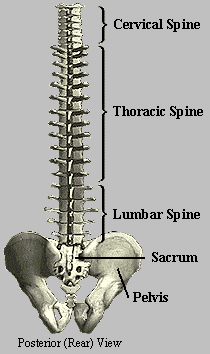 Cervical Spine
Thoracic Spine
Lumbar Spine
Sacrum
Pelvis
Posterior (Rear) View